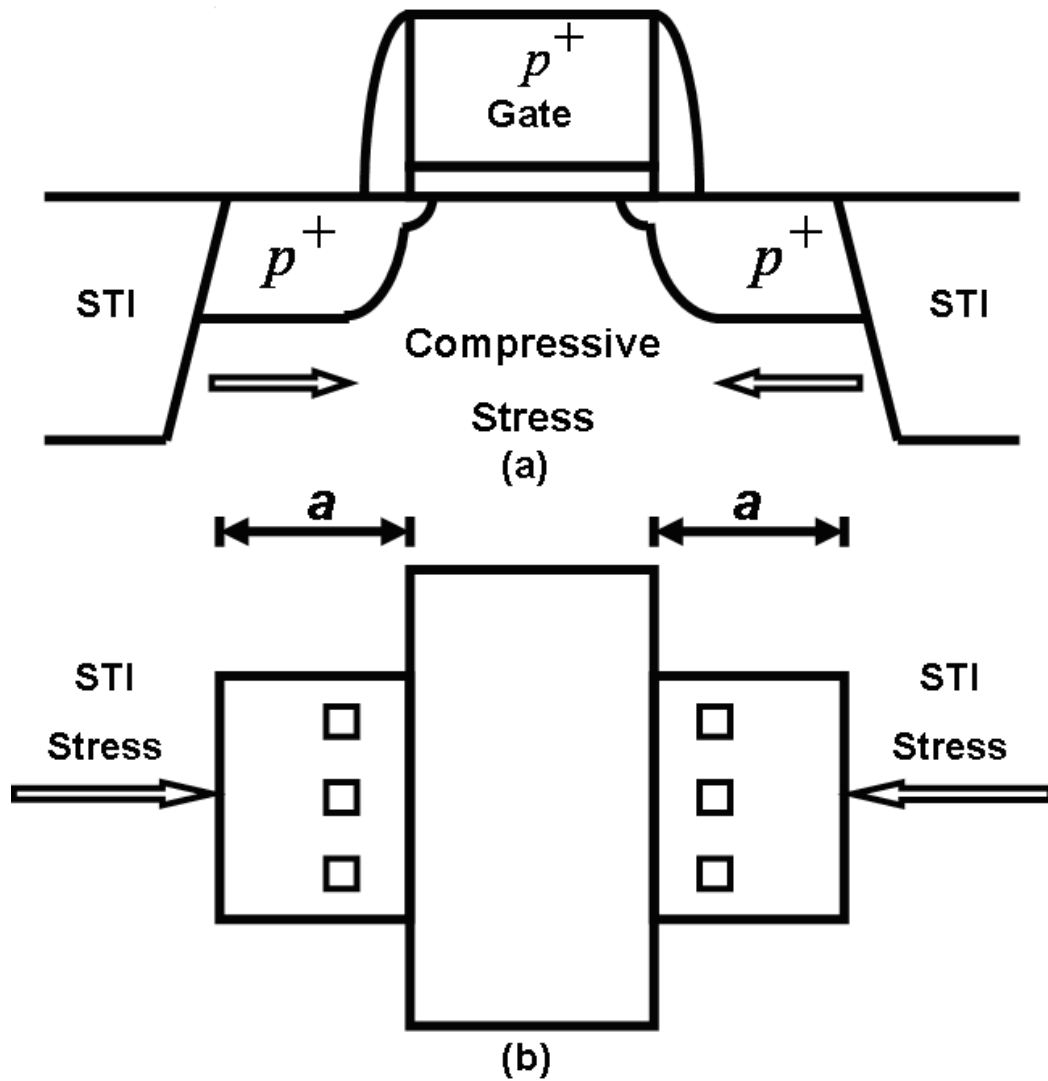 p+
Gate
p+ p+
STI STI
Compressive
Stress
(a)
a a
STI STI
Stress Stress
(b)